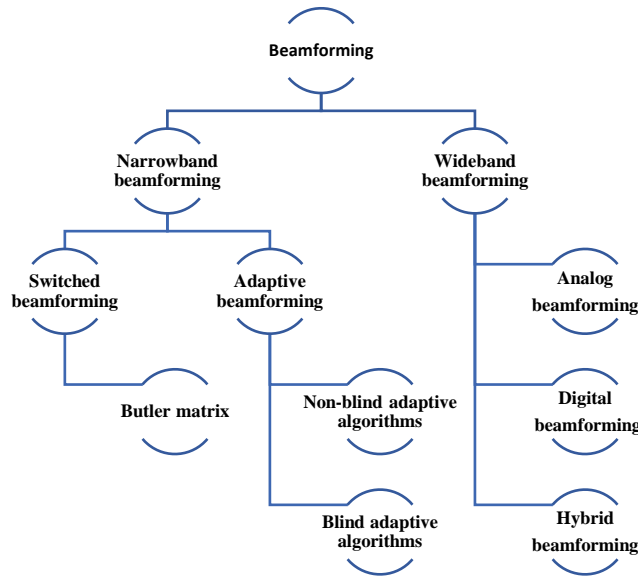 Beamforming
Narrowband
beamforming
Wideband
beamforming
Switched
beamforming
Adaptive
beamforming
Analog
beamforming
Butler matrix
Non-blind adaptive
algorithms
Digital
beamforming
Blind adaptive
algorithms
Hybrid
beamforming